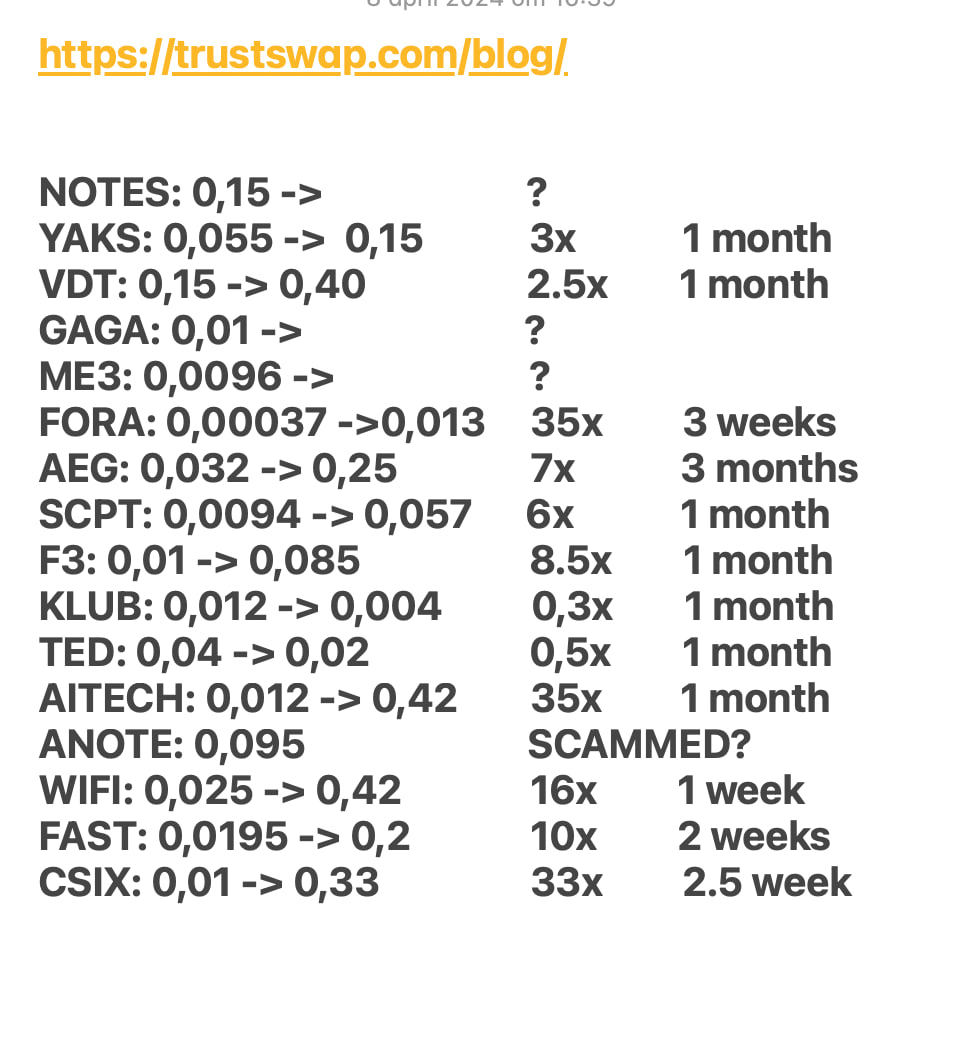 8 april 2024 om 10:39
https://trustswap.com/blog/
NOTES: 0,15 -> ?
YAKS: 0,055 -> 0,15 3x 1 month
VDT: 0,15 -> 0,40 2.5x 1 month
GAGA: 0,01 -> ?
ME3: 0,0096 -> ?
FORA: 0,00037 ->0,013 35x 3 weeks
AEG: 0,032 -> 0,25 7x 3 months
SCPT: 0,0094 -> 0,057 6x 1 month
F3: 0,01 -> 0,085 8.5x 1 month
KLUB: 0,012 -> 0,004 0,3x 1 month
TED: 0,04 -> 0,02 0,5x 1 month
AITECH: 0,012 -> 0,42 35x 1 month
ANOTE: 0,095 SCAMMED?
WIFI: 0,025 -> 0,42 16x 1 week
FAST: 0,0195 -> 0,2 10x 2 weeks
CSIX: 0,01 -> 0,33 33x 2.5 week